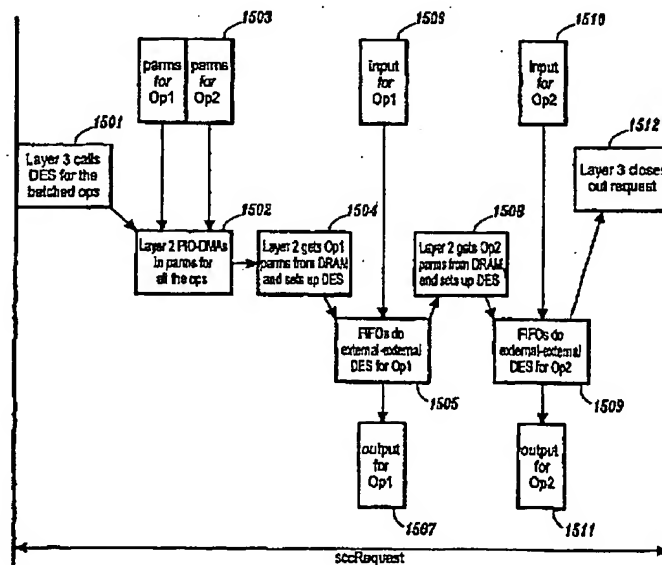 1503
parms
for
Op1
parms
for
Op2
1506
Input
for
Op1
1510
Input
for
Op2
1501
Layer 3 calls
DES for the
batched ops
1512
Layer 3 closes
out request
1502
Layer 2 PIO-DMAs
In parms for
all the ops
1504
Layer 2 gets Op1
parms from DRAM
and sets up DES
1508
Layer 2 gets Op2
parms from DRAM
and sets up DES
FIFOs do
external-external
DES for Op1
1505
FIFOs do
external-external
DES for Op2
1509
output
for
Op1
1507
output
for
Op2
1511
sccRequest